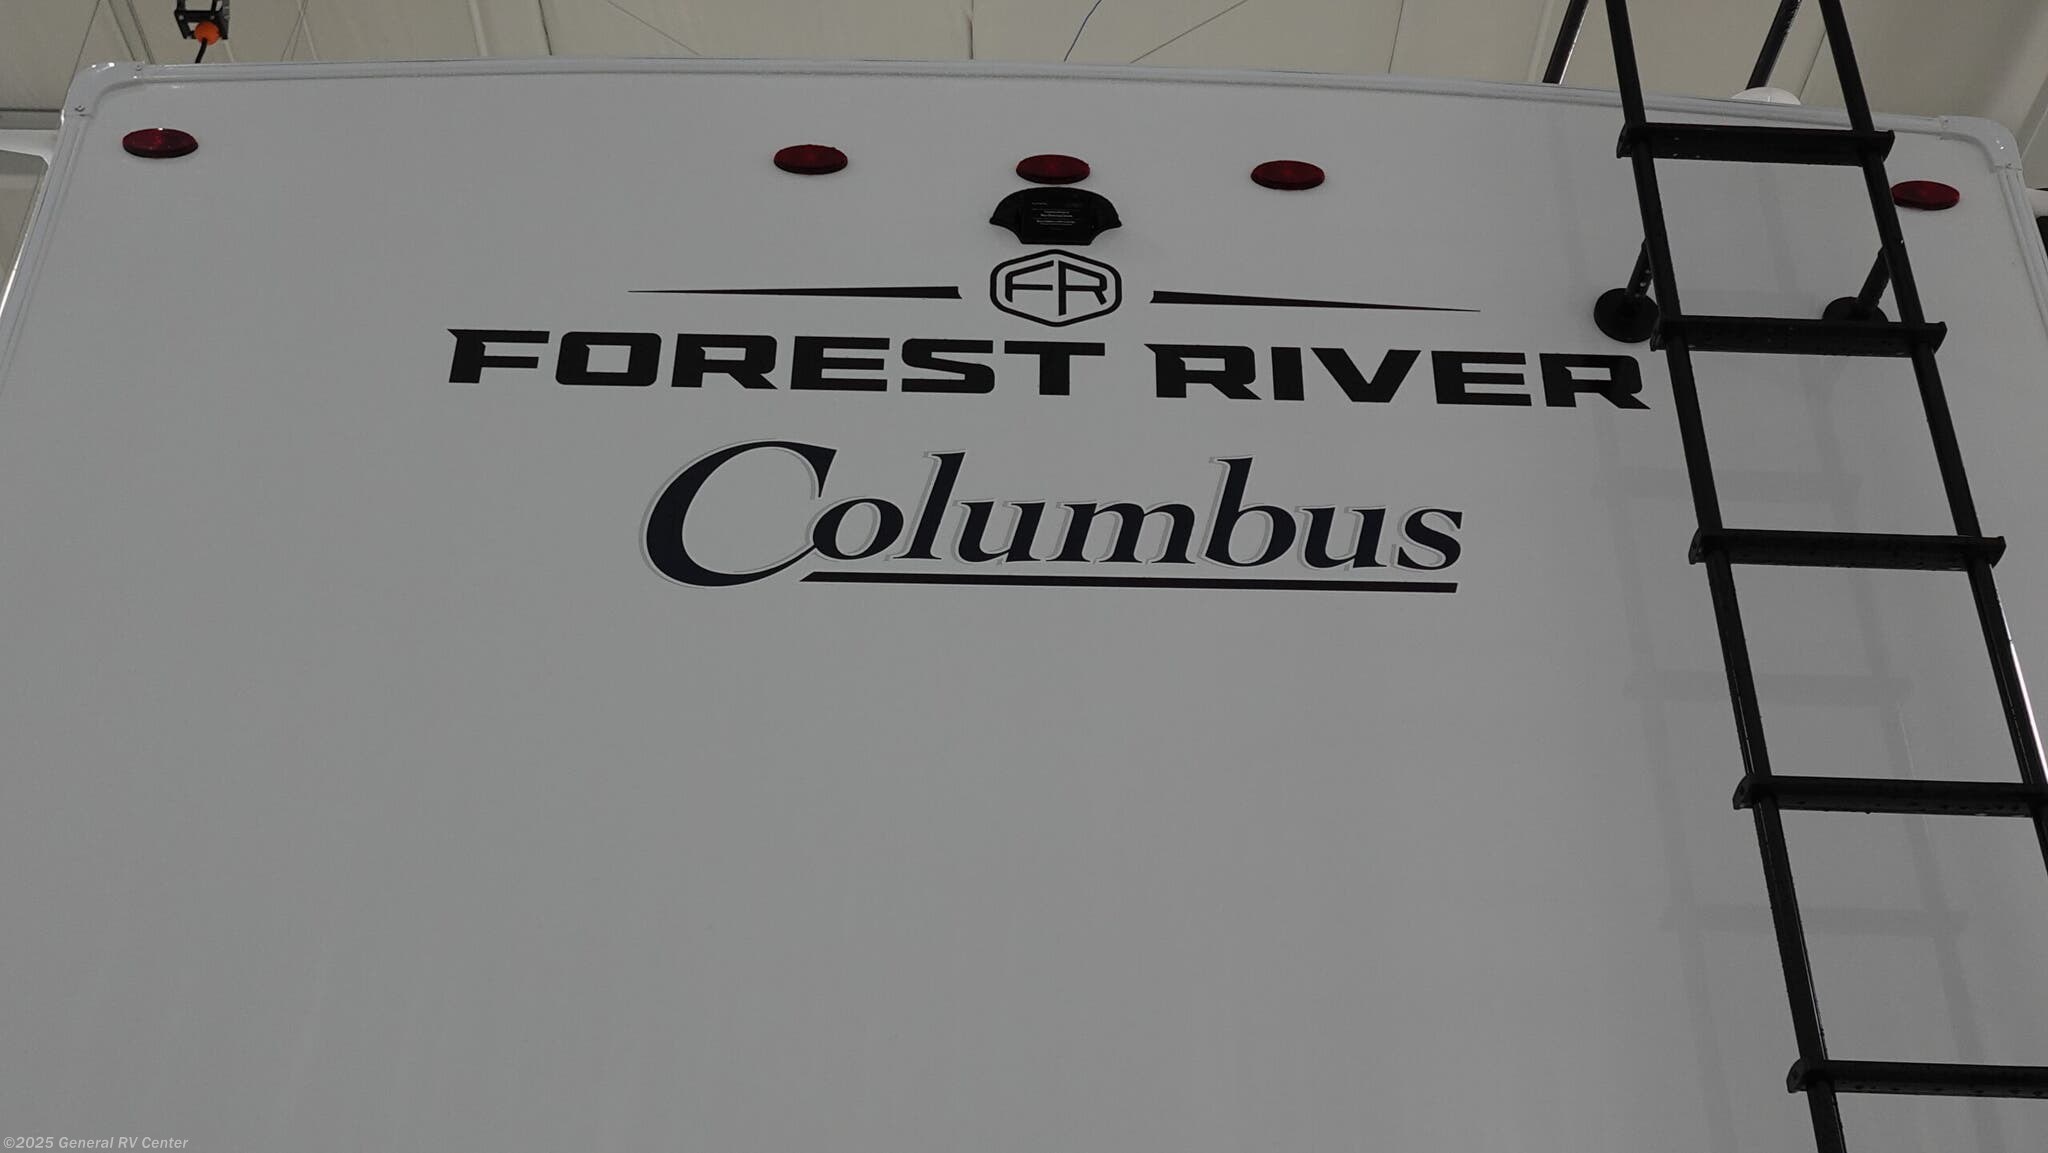 FR
FOREST RIVER
Columbus
©2025 General RV Center